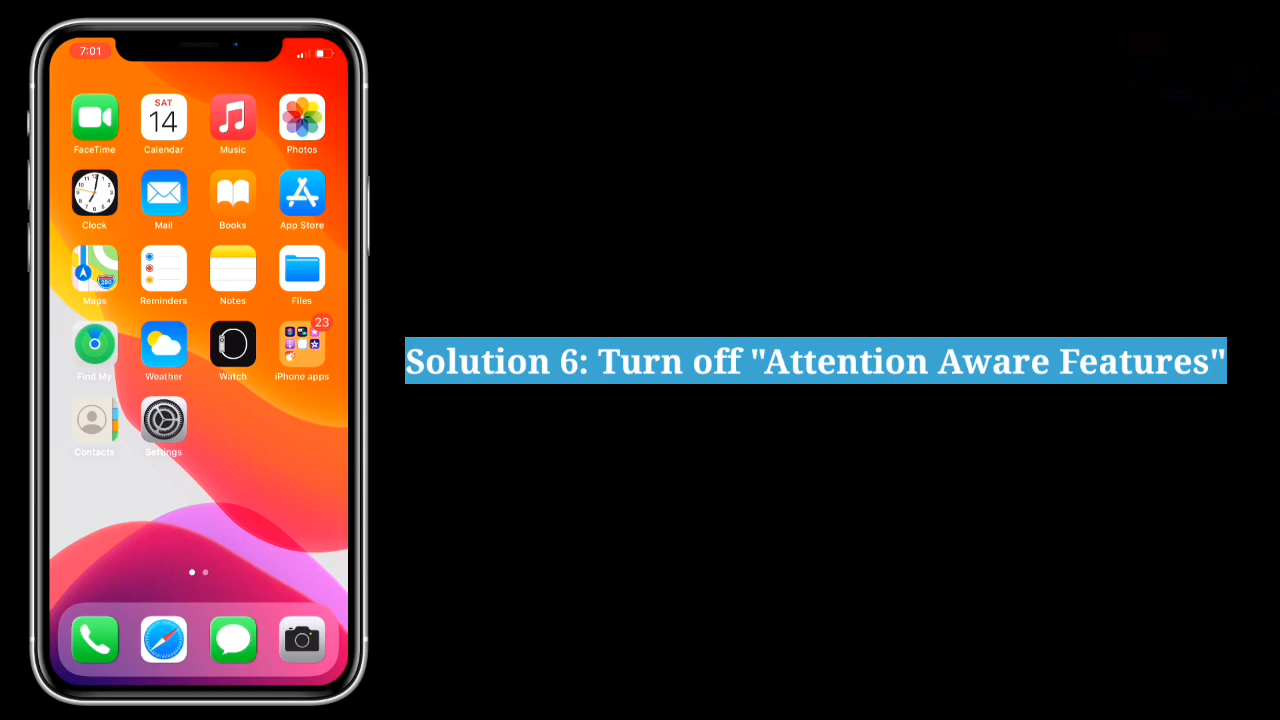 7:01
SAT
14
FaceTime
Calendar
Music
Photos
Clock
Mail
Books
App Store
280
Maps
Reminders
Notes
Files
23
Find My
Weather
Watch
iPhone apps
Contacts
Settings
Solution 6: Turn off "Attention Aware Features"